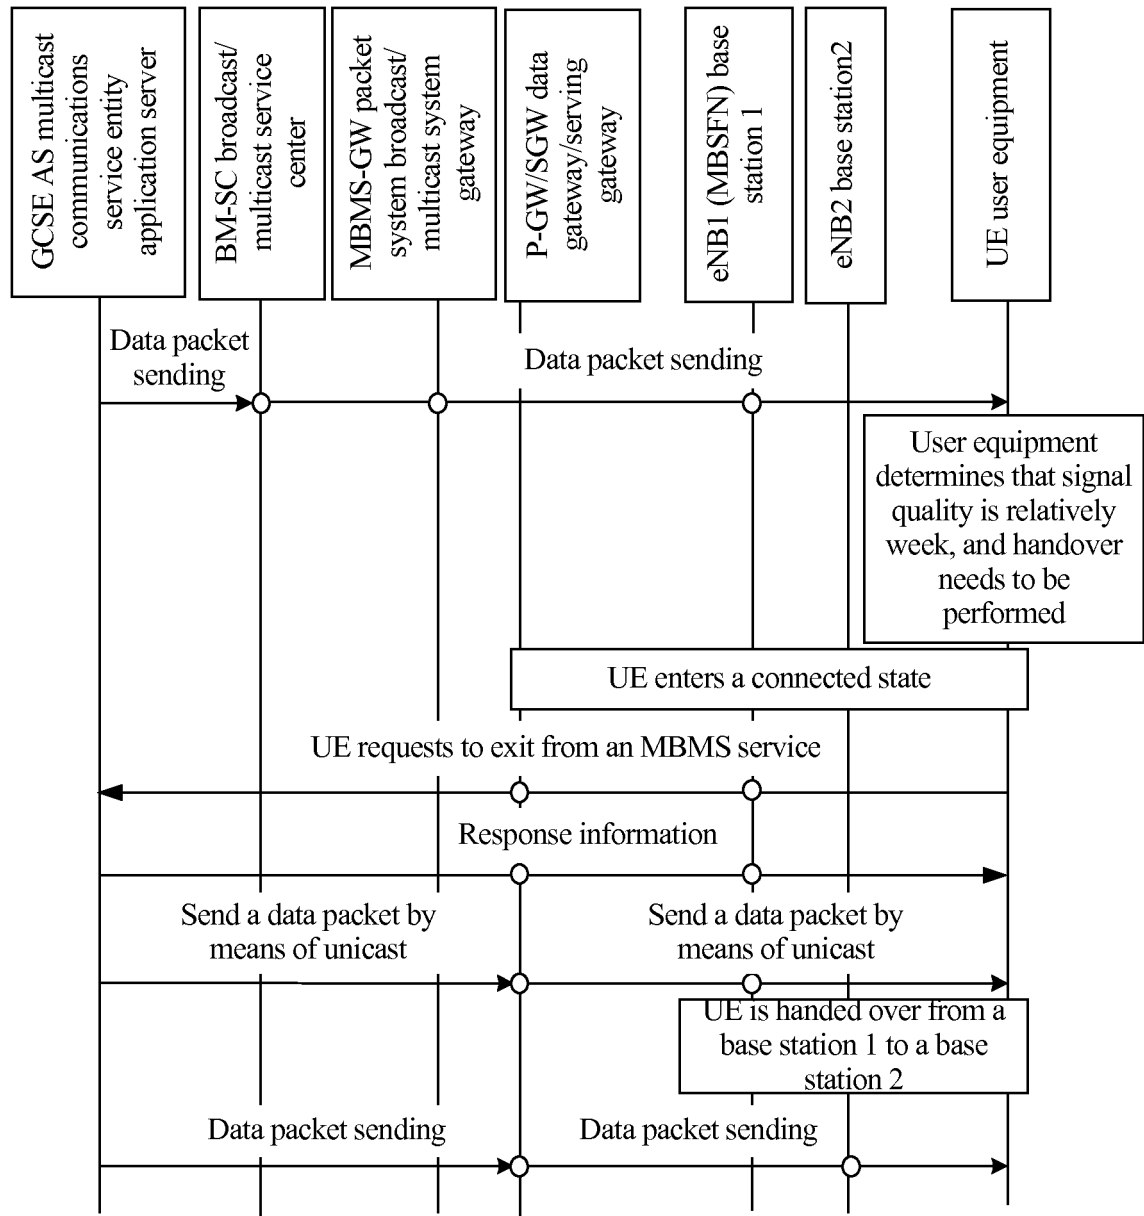 GCSE AS multicast
communications
service entity
application server
BM-SC broadcast/
multicast service
center
MBMS-GW packet
system broadcast/
multicast system
gateway
P-GW/SGW data
gateway/serving
gateway
eNB1 (MBSFN) base
station 1
eNB2 base station2
UE user equipment
Data packet
sending
Data packet sending
User equipment
determines that signal
quality is relatively
week, and handover
needs to be
performed
UE enters a connected state
UE requests to exit from an MBMS service
Response information
Send a data packet by
means of unicast
Send a data packet by
means of unicast
UE is handed over from a
base station 1 to a base
station 2
Data packet sending
Data packet sending